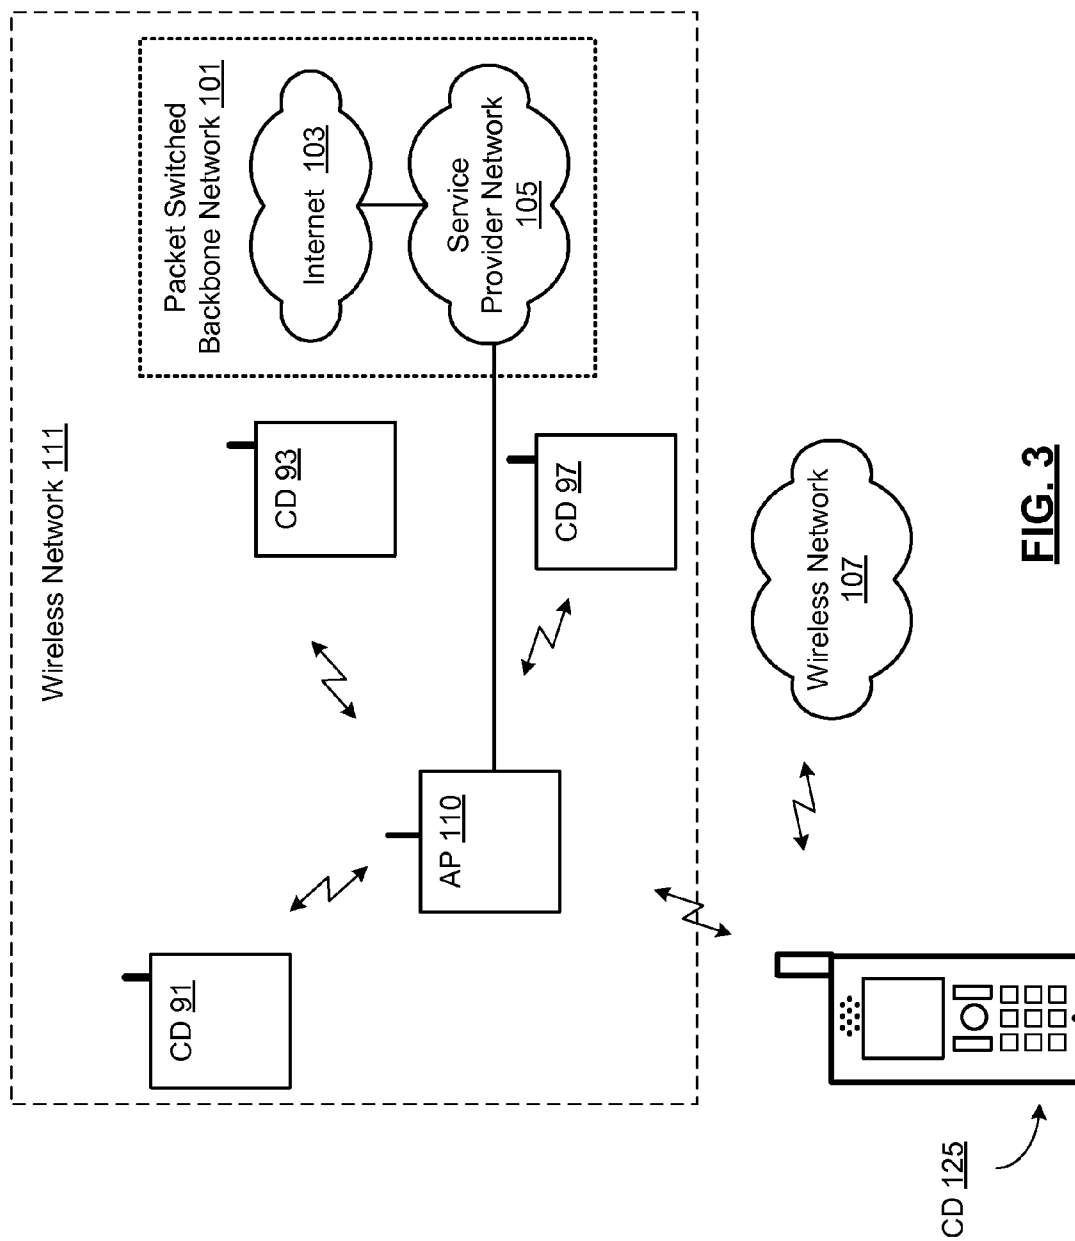 Wireless Network 111
Packet Switched
Backbone Network 101
Internet 103
Service
Provider Network
105
CD 91
CD 93
AP 110
CD 97
Wireless Network
107
CD 125
FIG. 3